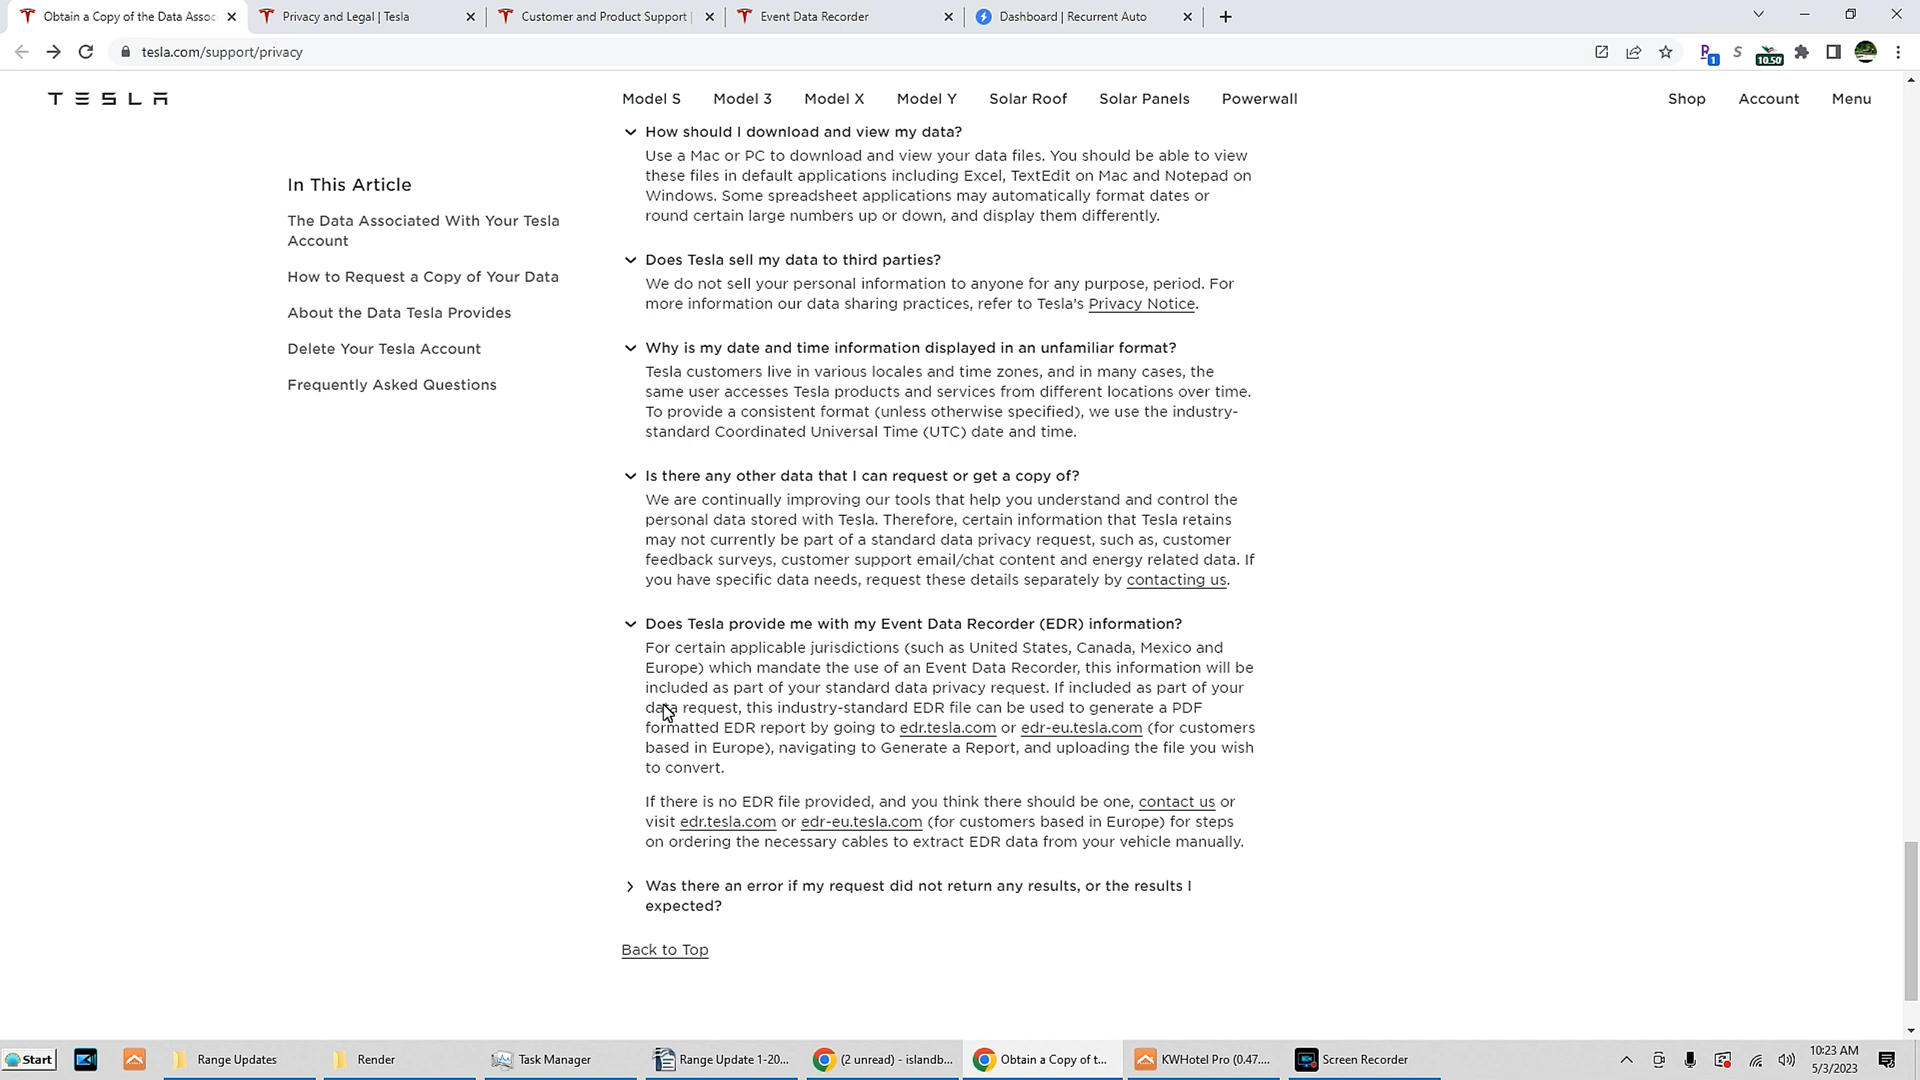 Obtain a Copy of the Data Assoc
Privacy and Legal | Tesla
Customer and Product Support |
Event Data Recorder
Dashboard | Recurrent Auto
tesla.com/support/privacy
1
10.50
TESLA
Model S
Model 3
Model X
Model Y
Solar Roof
Solar Panels
Powerwall
Shop
Account
Menu
In This Article
The Data Associated With Your Tesla
Account
How to Request a Copy of Your Data
About the Data Tesla Provides
Delete Your Tesla Account
Frequently Asked Questions
How should I download and view my data?
Use a Mac or PC to download and view your data files. You should be able to view
these files in default applications including Excel, TextEdit on Mac and Notepad on
Windows. Some spreadsheet applications may automatically format dates or
round certain large numbers up or down, and display them differently.
Does Tesla sell my data to third parties?
We do not sell your personal information to anyone for any purpose, period. For
more information our data sharing practices, refer to Tesla's Privacy Notice.
Why is my date and time information displayed in an unfamiliar format?
Tesla customers live in various locales and time zones, and in many cases, the
same user accesses Tesla products and services from different locations over time.
To provide a consistent format (unless otherwise specified), we use the industry-
standard Coordinated Universal Time (UTC) date and time.
Is there any other data that I can request or get a copy of?
We are continually improving our tools that help you understand and control the
personal data stored with Tesla. Therefore, certain information that Tesla retains
may not currently be part of a standard data privacy request, such as, customer
feedback surveys, customer support email/chat content and energy related data. If
you have specific data needs, request these details separately by contacting us.
Does Tesla provide me with my Event Data Recorder (EDR) information?
For certain applicable jurisdictions (such as United States, Canada, Mexico and
Europe) which mandate the use of an Event Data Recorder, this information will be
included as part of your standard data privacy request. If included as part of your
data request, this industry-standard EDR file can be used to generate a PDF
formatted EDR report by going to edr.tesla.com or edr-eu.tesla.com (for customers
based in Europe), navigating to Generate a Report, and uploading the file you wish
to convert.
If there is no EDR file provided, and you think there should be one, contact us or
visit edr.tesla.com or edr-eu.tesla.com (for customers based in Europe) for steps
on ordering the necessary cables to extract EDR data from your vehicle manually.
Was there an error if my request did not return any results, or the results I
expected?
Back to Top
Start
Range Updates
Render
Task Manager
Range Update 1-20...
(2 unread) - islandb...
Obtain a Copy of t...
KWHotel Pro (0.47....
Screen Recorder
10:23 AM
5/3/2023